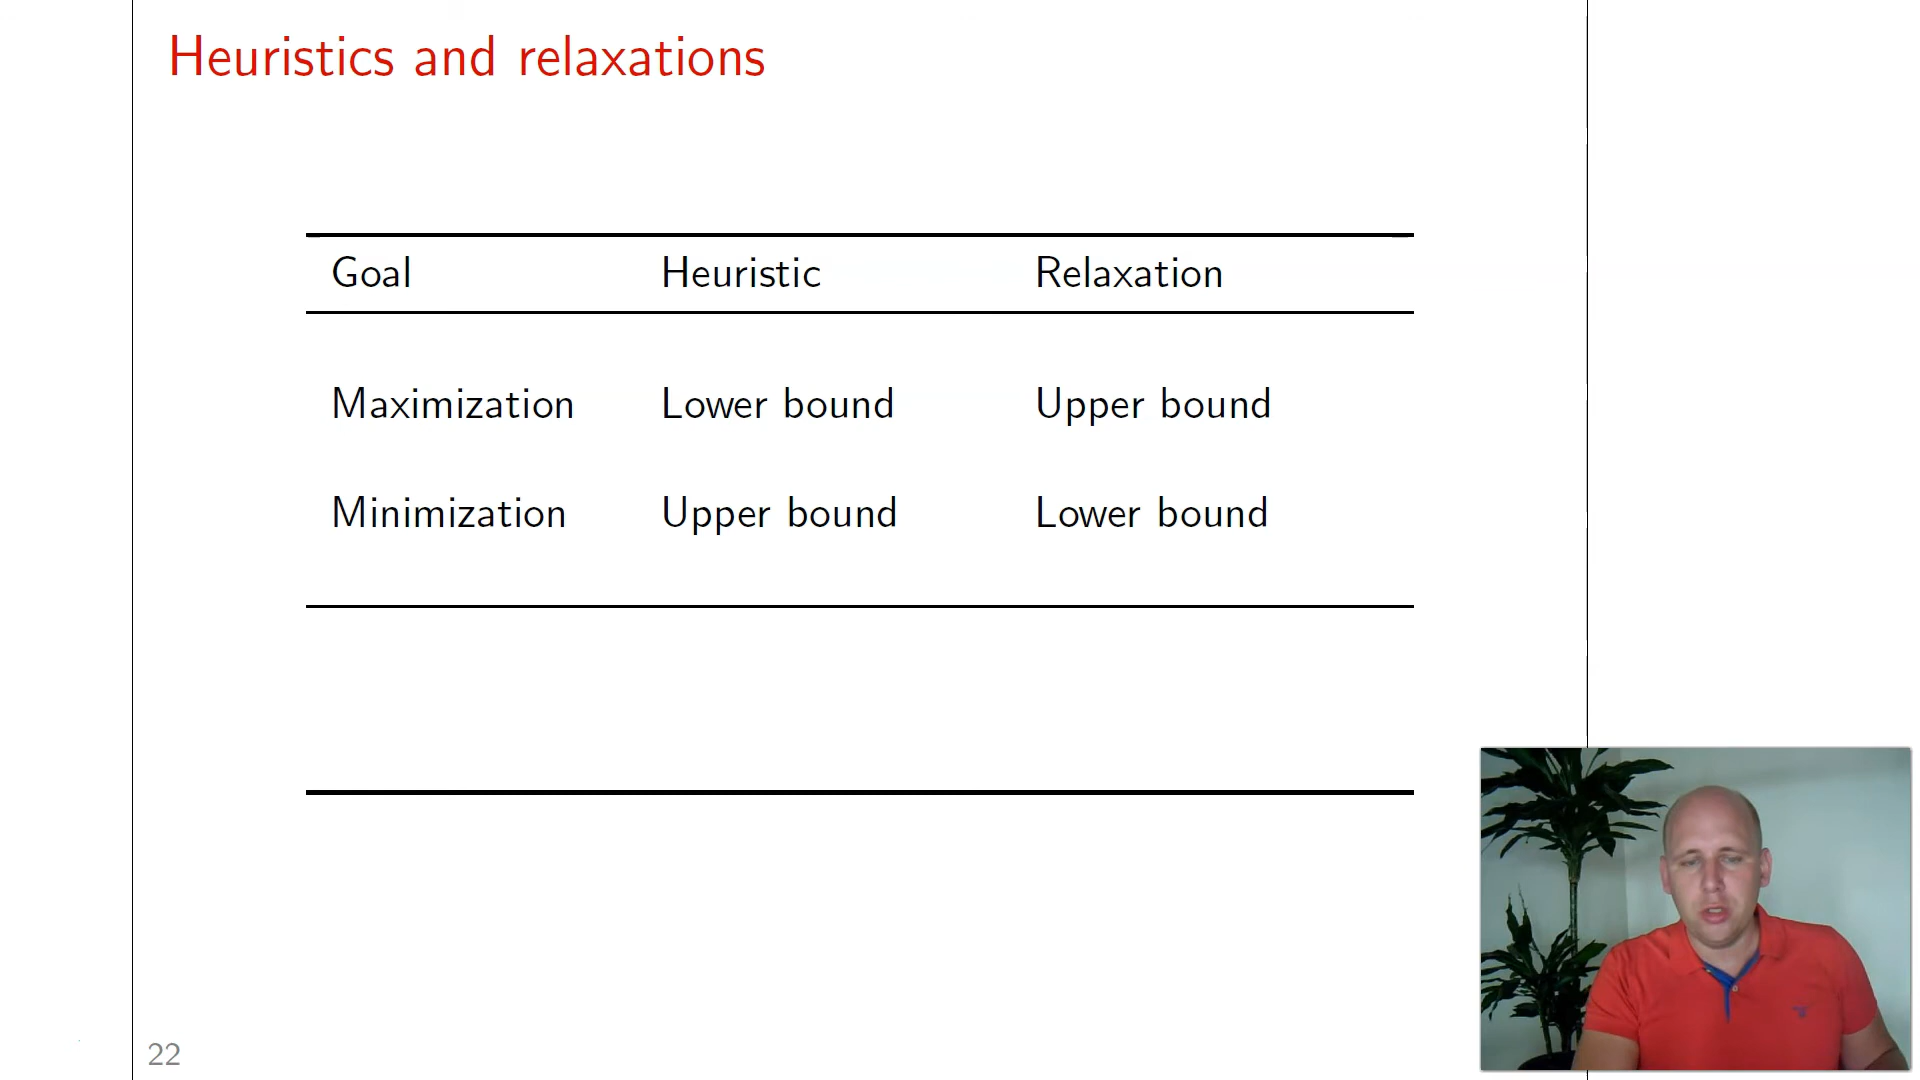 Heuristics and relaxations
Goal Heuristic Relaxation
Maximization Lower bound Upper bound
Minimization Upper bound Lower bound
22